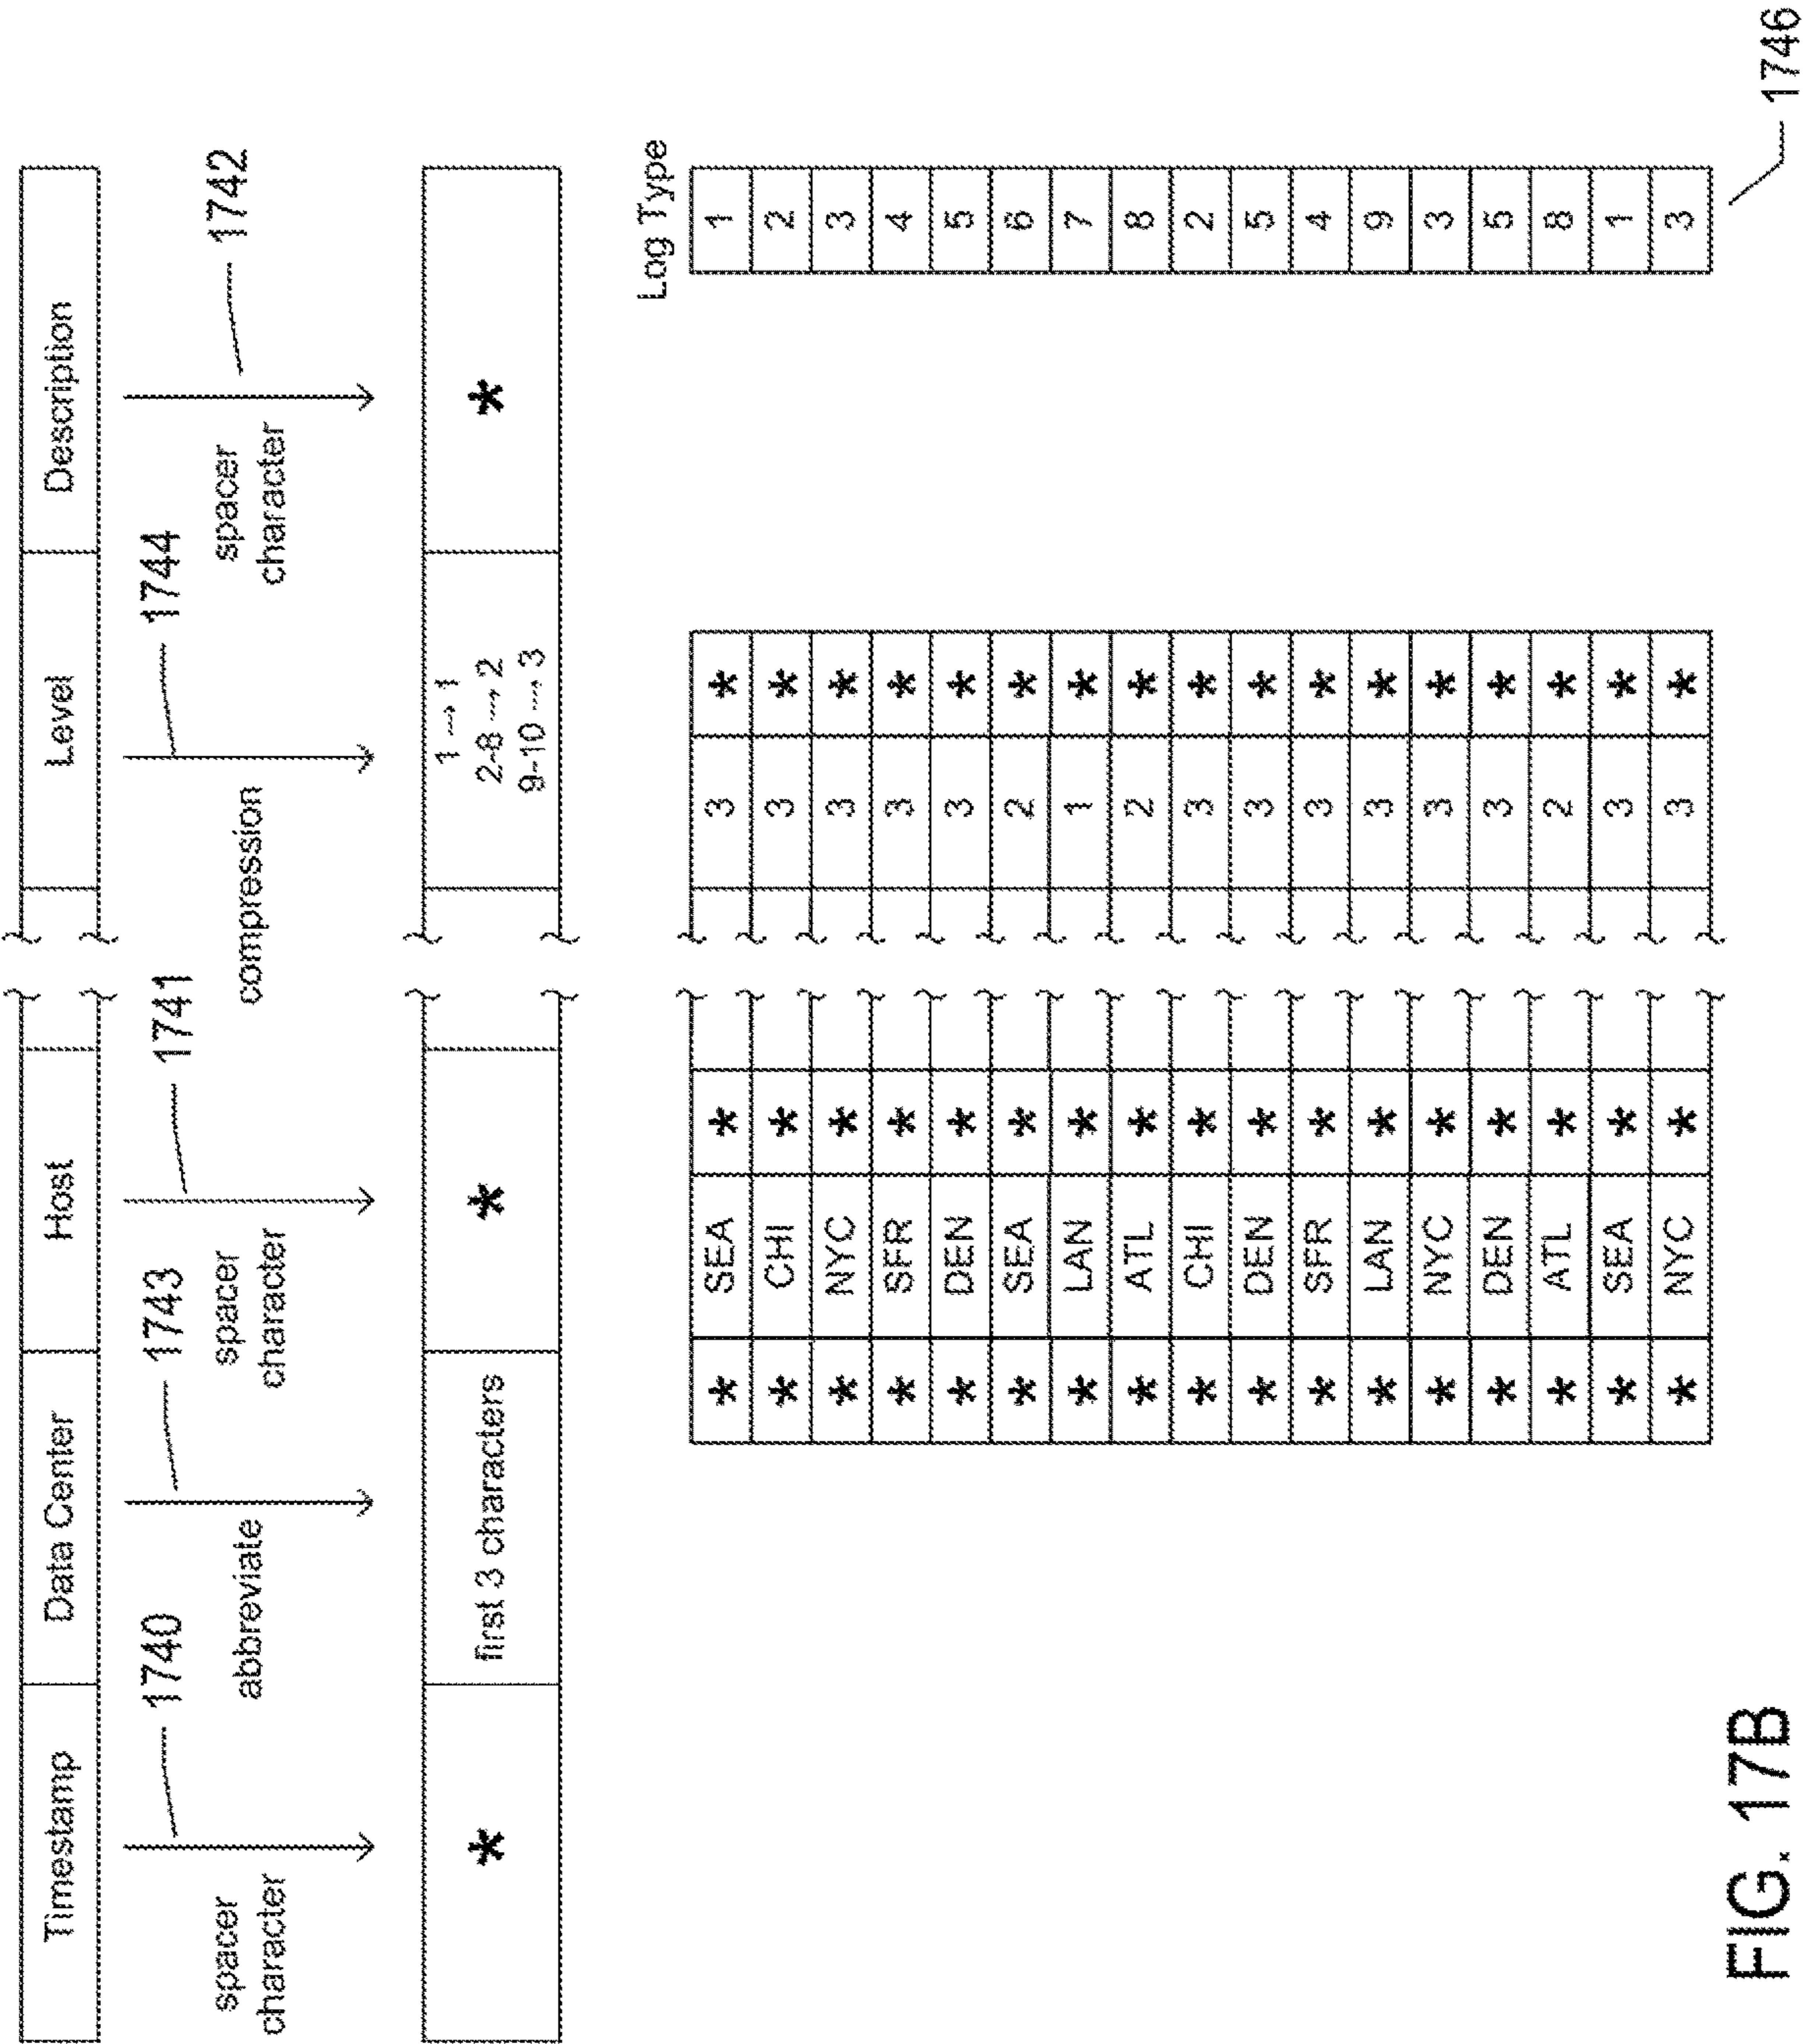 Timestamp Data Center Host Level Description
1740 1743 1741 1744 1742
spacer character
abbreviate
spacer character
compression
spacer character
* first 3 characters * 1 → 1
2-8 → 2
9-10 → 3 *
Log Type
* SEA * 3 * 1
* CHI * 3 * 2
* NYC * 3 * 3
* SFR * 3 * 4
* DEN * 3 * 5
* SEA * 2 * 6
* LAN * 1 * 7
* ATL * 2 * 8
* CHI * 3 * 2
* DEN * 3 * 5
* SFR * 3 * 4
* LAN * 3 * 9
* NYC * 3 * 3
* DEN * 3 * 5
* ATL * 2 * 8
* SEA * 3 * 1
* NYC * 3 * 3
1746
FIG. 17B